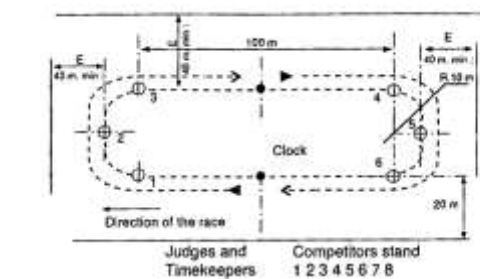 E
100 m
E
43 m. min :
40 m. min :
R.10 m
3
4
2
5
Clock
1
6
20 m
Direction of the race
Judges and
Timekeepers
Competitors stand
1 2 3 4 5 6 7 8